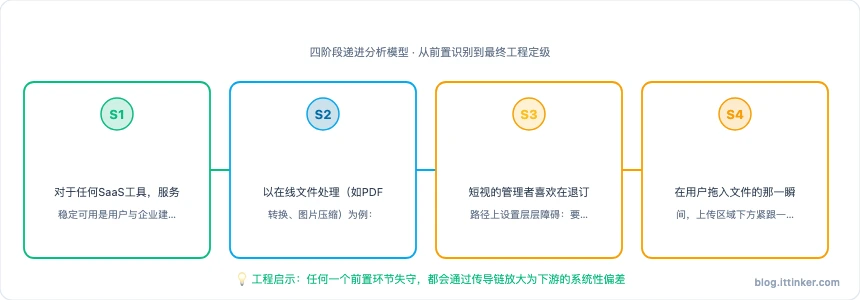 四阶段递进分析模型 · 从前置识别到最终工程定级
S1
对于任何SaaS工具，服务
稳定可用是用户与企业建...
S2
以在线文件处理（如PDF
转换、图片压缩）为例：
S3
短视的管理者喜欢在退订
路径上设置层层障碍：要...
S4
在用户拖入文件的那一瞬
间，上传区域下方紧跟一...
💡 工程启示：任何一个前置环节失守，都会通过传导链放大为下游的系统性偏差
blog.ittinker.com